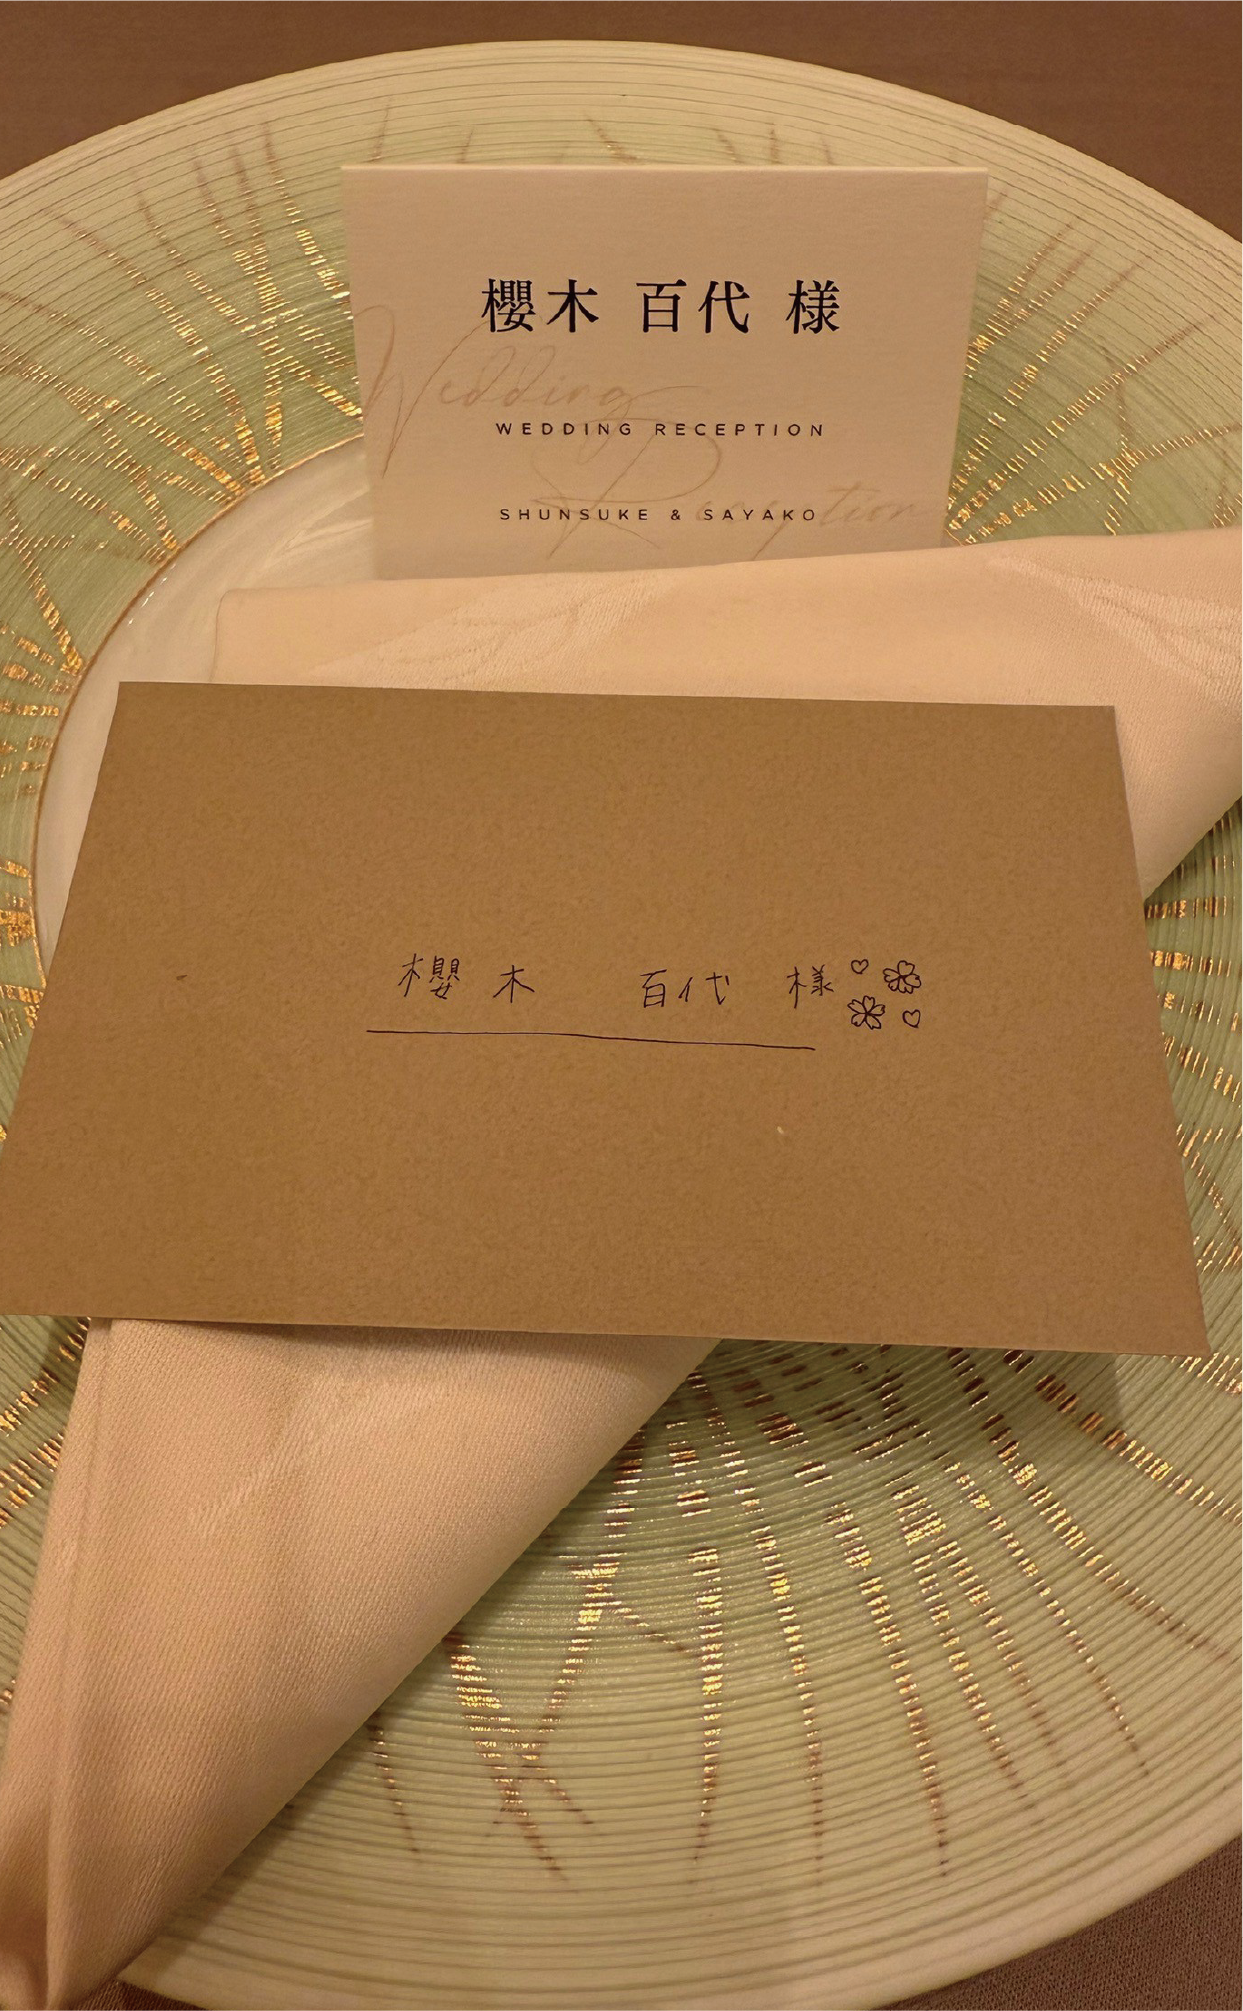 櫻木 百代 様
Wedding
WEDDING RECEPTION
Reception
SHUNSUKE & SAYAKO
櫻木 百代 様